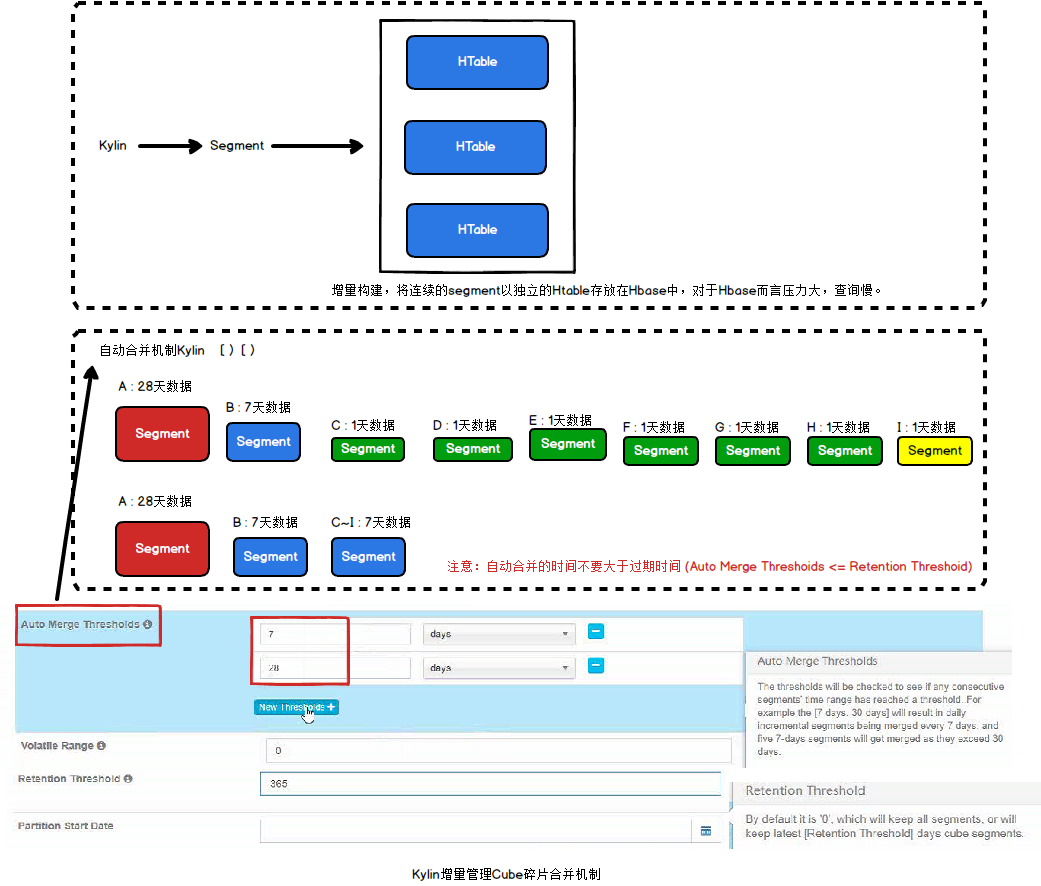 HTable
HTable
Kylin
Segment
HTable
增量构建，将连续的segment以独立的Htable存放在Hbase中，对于Hbase而言压力大，查询慢。
自动合并机制Kylin [ ) [ )
A : 28天数据
B : 7天数据
C : 1天数据
D : 1天数据
E : 1天数据
F : 1天数据
G : 1天数据
H : 1天数据
I : 1天数据
Segment
Segment
Segment
Segment
Segment
Segment
Segment
Segment
Segment
A : 28天数据
B : 7天数据
C~I : 7天数据
Segment
Segment
Segment
注意：自动合并的时间不要大于过期时间 (Auto Merge Threshoids <= Retention Threshoid)
Auto Merge Thresholds
7
days
28
days
New Thresholds +
Auto Merge Thresholds
The thresholds will be checked to see if any consecutive
segments' time range has reached a threshold. For
example the [7 days, 30 days] will result in daily
incremental segments being merged every 7 days, and
five 7-days segments will get merged as they exceed 30
days.
Volatile Range
0
Retention Threshold
365
Retention Threshold
By default it is '0', which will keep all segments, or will
keep latest [Retention Threshold] days cube segments.
Partition Start Date
Kylin增量管理Cube碎片合并机制